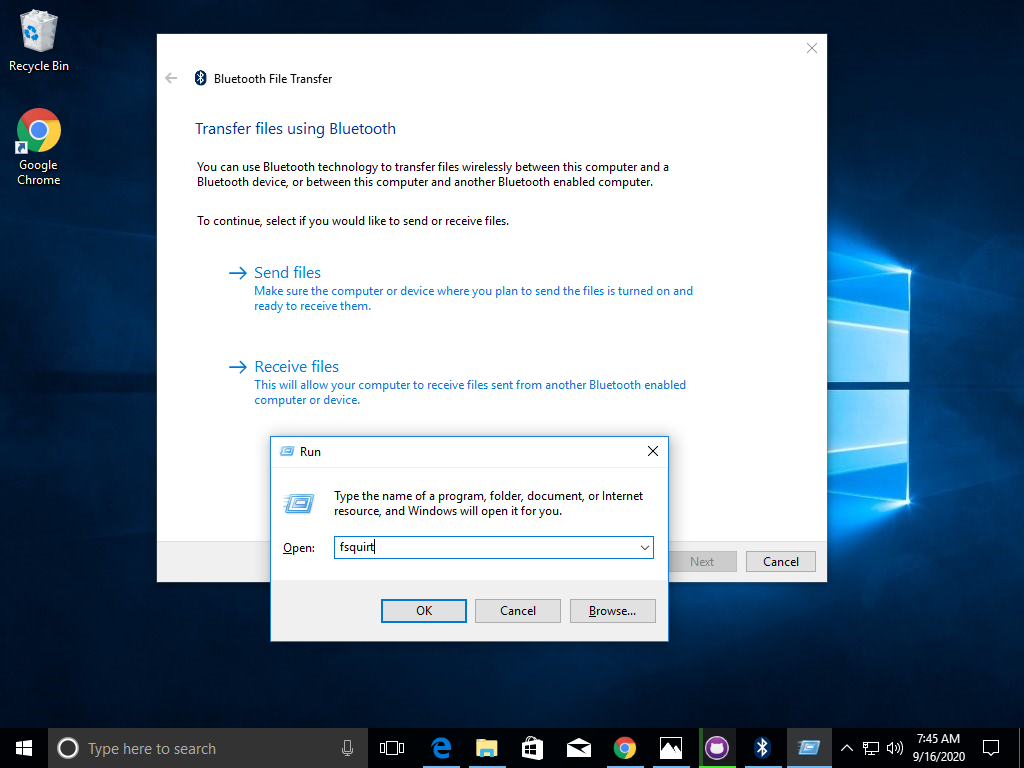 Recycle Bin
Google
Chrome
Bluetooth File Transfer
Transfer files using Bluetooth
You can use Bluetooth technology to transfer files wirelessly between this computer and a
Bluetooth device, or between this computer and another Bluetooth enabled computer.
To continue, select if you would like to send or receive files.
Send files
Make sure the computer or device where you plan to send the files is turned on and
ready to receive them.
Receive files
This will allow your computer to receive files sent from another Bluetooth enabled
computer or device.
Next
Cancel
Run
Type the name of a program, folder, document, or Internet
resource, and Windows will open it for you.
Open:
fsquirt
OK
Cancel
Browse...
Type here to search
7:45 AM
9/16/2020